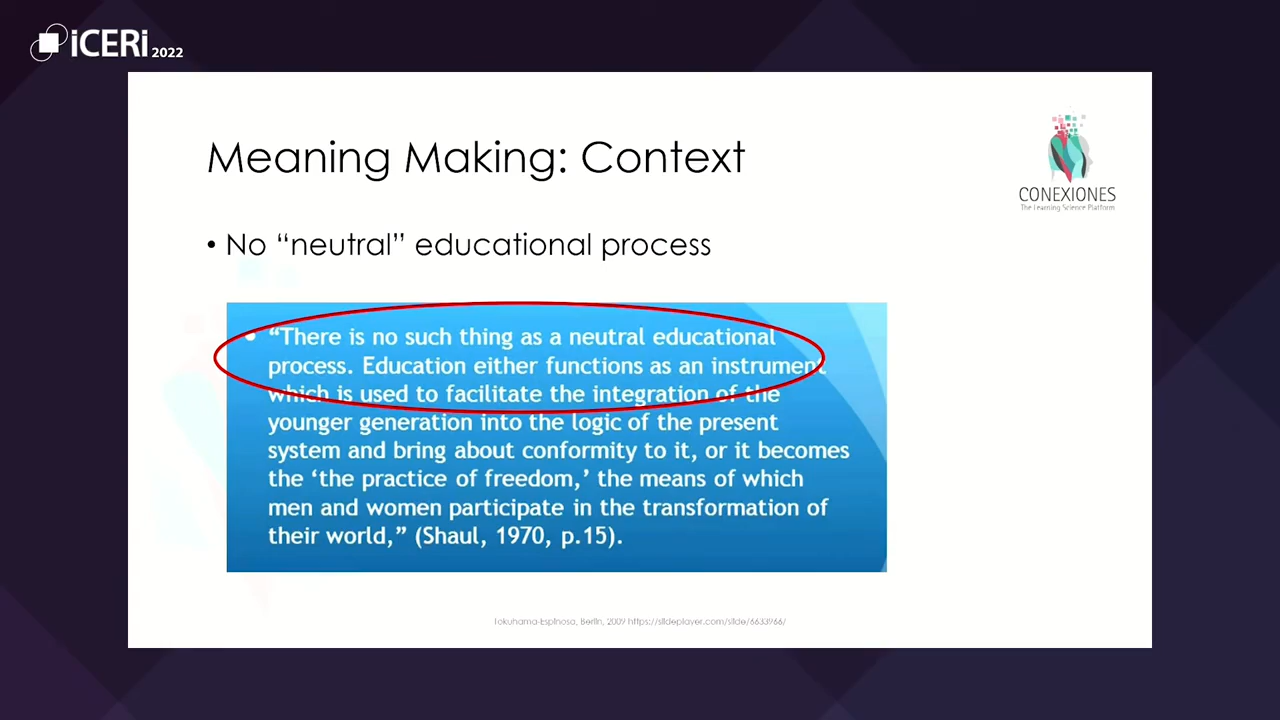 iCERi 2022
Meaning Making: Context
CONEXIONES
The Learning Science Platform
• No “neutral” educational process
• “There is no such thing as a neutral educational
process. Education either functions as an instrument
which is used to facilitate the integration of the
younger generation into the logic of the present
system and bring about conformity to it, or it becomes
the ‘the practice of freedom,’ the means of which
men and women participate in the transformation of
their world,” (Shaul, 1970, p.15).
Tokuhama-Espinosa, Berlin, 2009 https://slideplayer.com/slide/6633966/